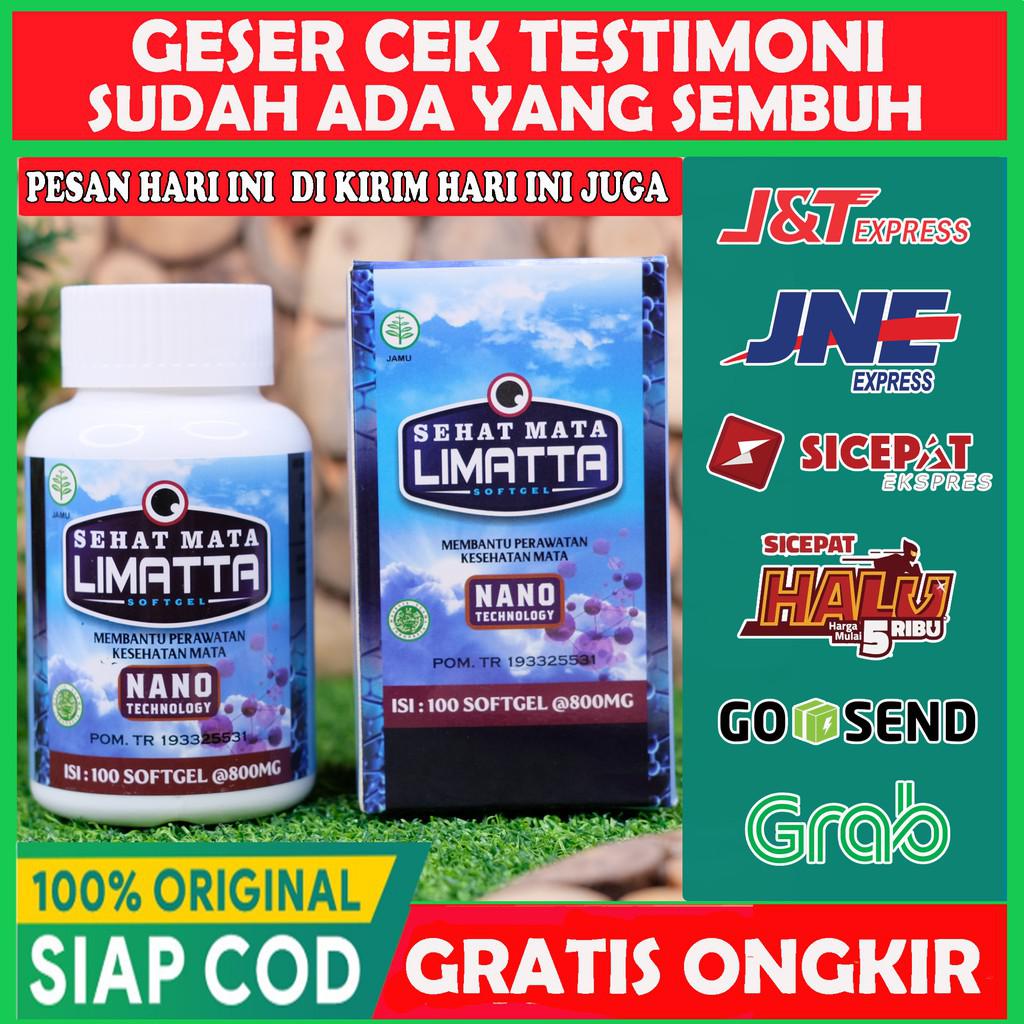 GESER CEK TESTIMONI
SUDAH ADA YANG SEMBUH
PESAN HARI INI DI KIRIM HARI INI JUGA
JAMU
SEHAT MATA
LIMATTA
SOFTGEL
MEMBANTU PERAWATAN
KESEHATAN MATA
NANO
TECHNOLOGY
POM. TR 193325531
ISI : 100 SOFTGEL @800MG
JAMU
SEHAT MATA
LIMATTA
SOFTGEL
MEMBANTU PERAWATAN
KESEHATAN MATA
NANO
TECHNOLOGY
POM. TR 193325531
ISI : 100 SOFTGEL @800MG
J&T EXPRESS
JNE
EXPRESS
SICEPAT
EKSPRES
SICEPAT
HALU
Harga
Mulai 5 RIBU
GO SEND
Grab
100% ORIGINAL
SIAP COD
GRATIS ONGKIR